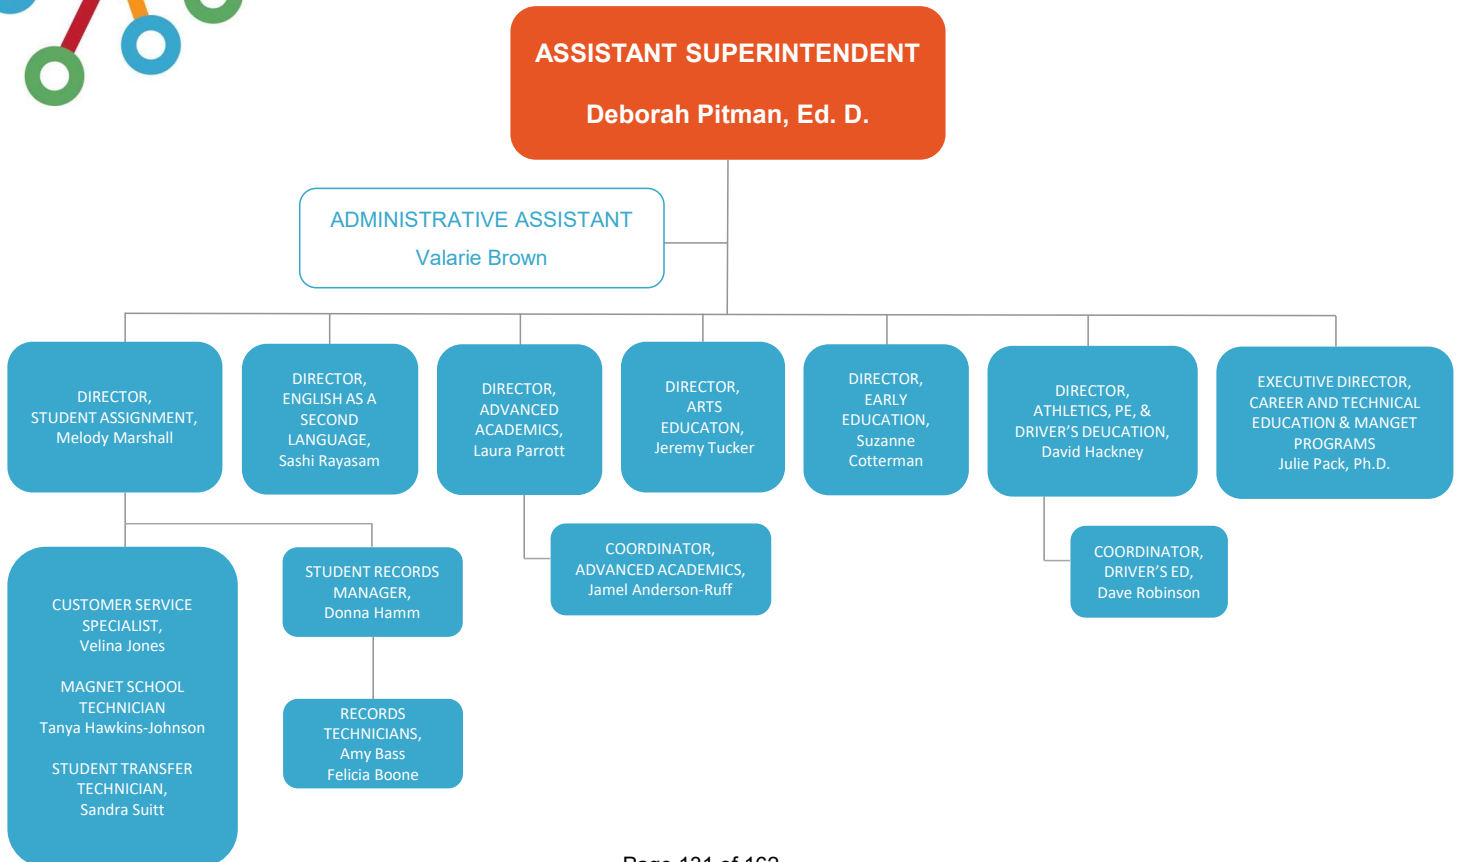 ASSISTANT SUPERINTENDENT
Deborah Pitman, Ed. D.
ADMINISTRATIVE ASSISTANT
Valarie Brown
DIRECTOR,
STUDENT ASSIGNMENT,
Melody Marshall
DIRECTOR,
ENGLISH AS A
SECOND
LANGUAGE,
Sashi Rayasam
DIRECTOR,
ADVANCED
ACADEMICS,
Laura Parrott
DIRECTOR,
ARTS
EDUCATON,
Jeremy Tucker
DIRECTOR,
EARLY
EDUCATION,
Suzanne
Cotterman
DIRECTOR,
ATHLETICS, PE, &
DRIVER’S DEUCATION,
David Hackney
EXECUTIVE DIRECTOR,
CAREER AND TECHNICAL
EDUCATION & MANGET
PROGRAMS
Julie Pack, Ph.D.
CUSTOMER SERVICE
SPECIALIST,
Velina Jones
MAGNET SCHOOL
TECHNICIAN
Tanya Hawkins-Johnson
STUDENT TRANSFER
TECHNICIAN,
Sandra Suitt
STUDENT RECORDS
MANAGER,
Donna Hamm
RECORDS
TECHNICIANS,
Amy Bass
Felicia Boone
COORDINATOR,
ADVANCED ACADEMICS,
Jamel Anderson-Ruff
COORDINATOR,
DRIVER’S ED,
Dave Robinson
Page 131 of 162